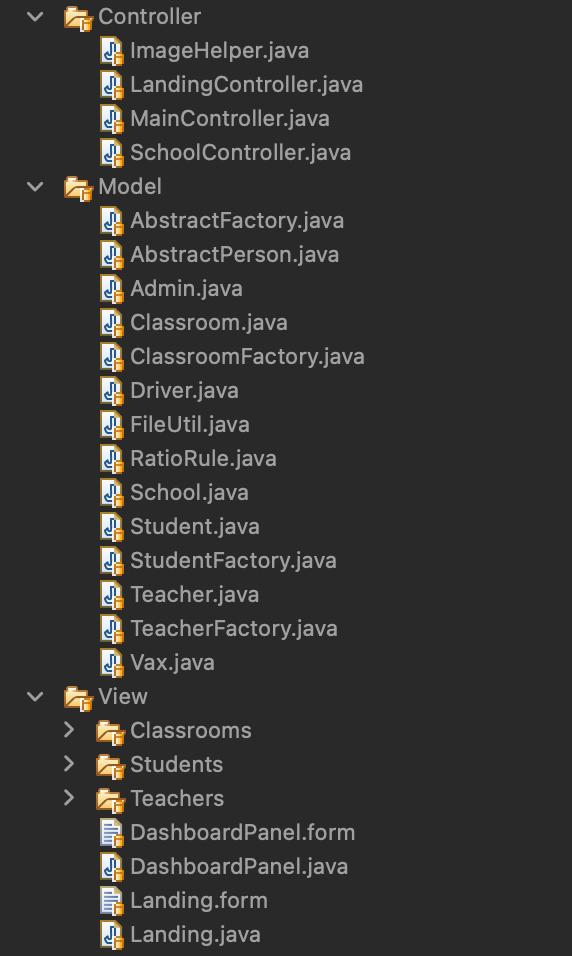 Controller
ImageHelper.java
LandingController.java
MainController.java
SchoolController.java
Model
AbstractFactory.java
AbstractPerson.java
Admin.java
Classroom.java
ClassroomFactory.java
Driver.java
FileUtil.java
RatioRule.java
School.java
Student.java
StudentFactory.java
Teacher.java
TeacherFactory.java
Vax.java
View
Classrooms
Students
Teachers
DashboardPanel.form
DashboardPanel.java
Landing.form
Landing.java